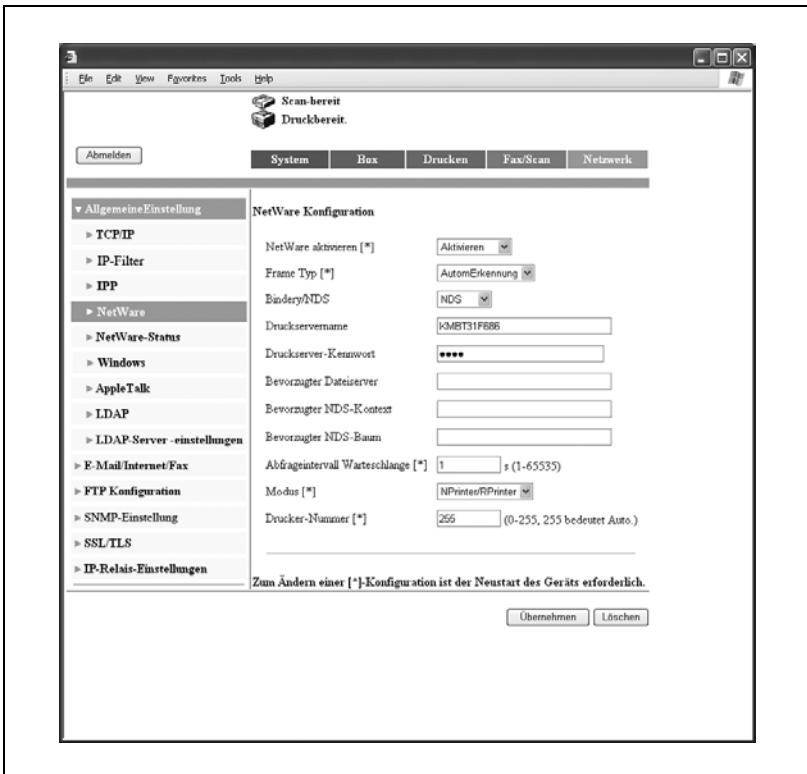 File Edit View Favorites Tools Help
Scan-bereit
Druckbereit.
Abmelden
System Box Drucken Fax/Scan Netzwerk
▼ AllgemeineEinstellung
TCP/IP
IP-Filter
IPP
NetWare
NetWare-Status
Windows
AppleTalk
LDAP
LDAP-Server -einstellungen
E-Mail/Internet/Fax
FTP Konfiguration
SNMP-Einstellung
SSL/TLS
IP-Relais-Einstellungen
NetWare Konfiguration
NetWare aktivieren [*] Aktivieren
Frame Typ [*] AutomErkennung
Bindery/NDS NDS
Druckservername KMBT31F686
Druckserver-Kennwort ●●●●
Bevorzugter Dateiserver
Bevorzugter NDS-Kontext
Bevorzugter NDS-Baum
Abfrageintervall Warteschlange [*] 1 s (1-65535)
Modus [*] NPrinter/RPrinter
Drucker-Nummer [*] 255 (0-255, 255 bedeutet Auto.)
Zum Ändern einer [*]-Konfiguration ist der Neustart des Geräts erforderlich.
Übernehmen Löschen